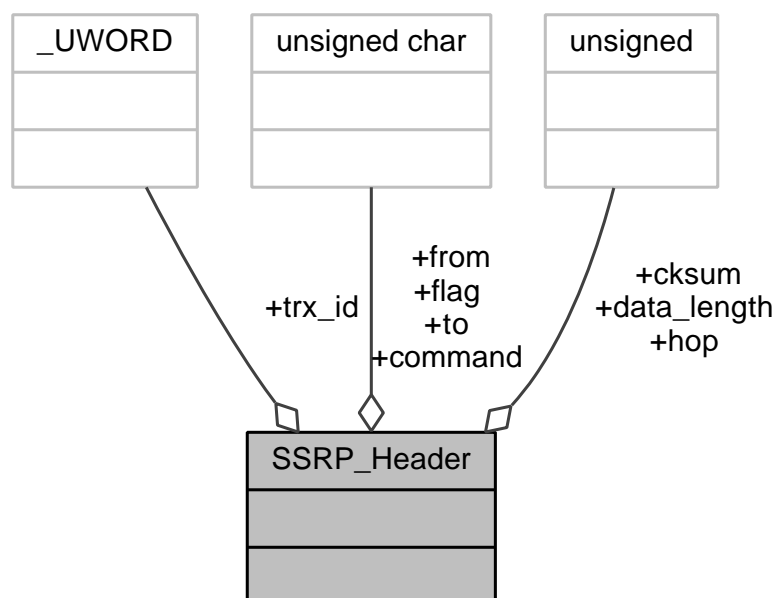 _UWORD
unsigned char
unsigned
+trx_id
+from
+flag
+to
+command
+cksum
+data_length
+hop
SSRP_Header